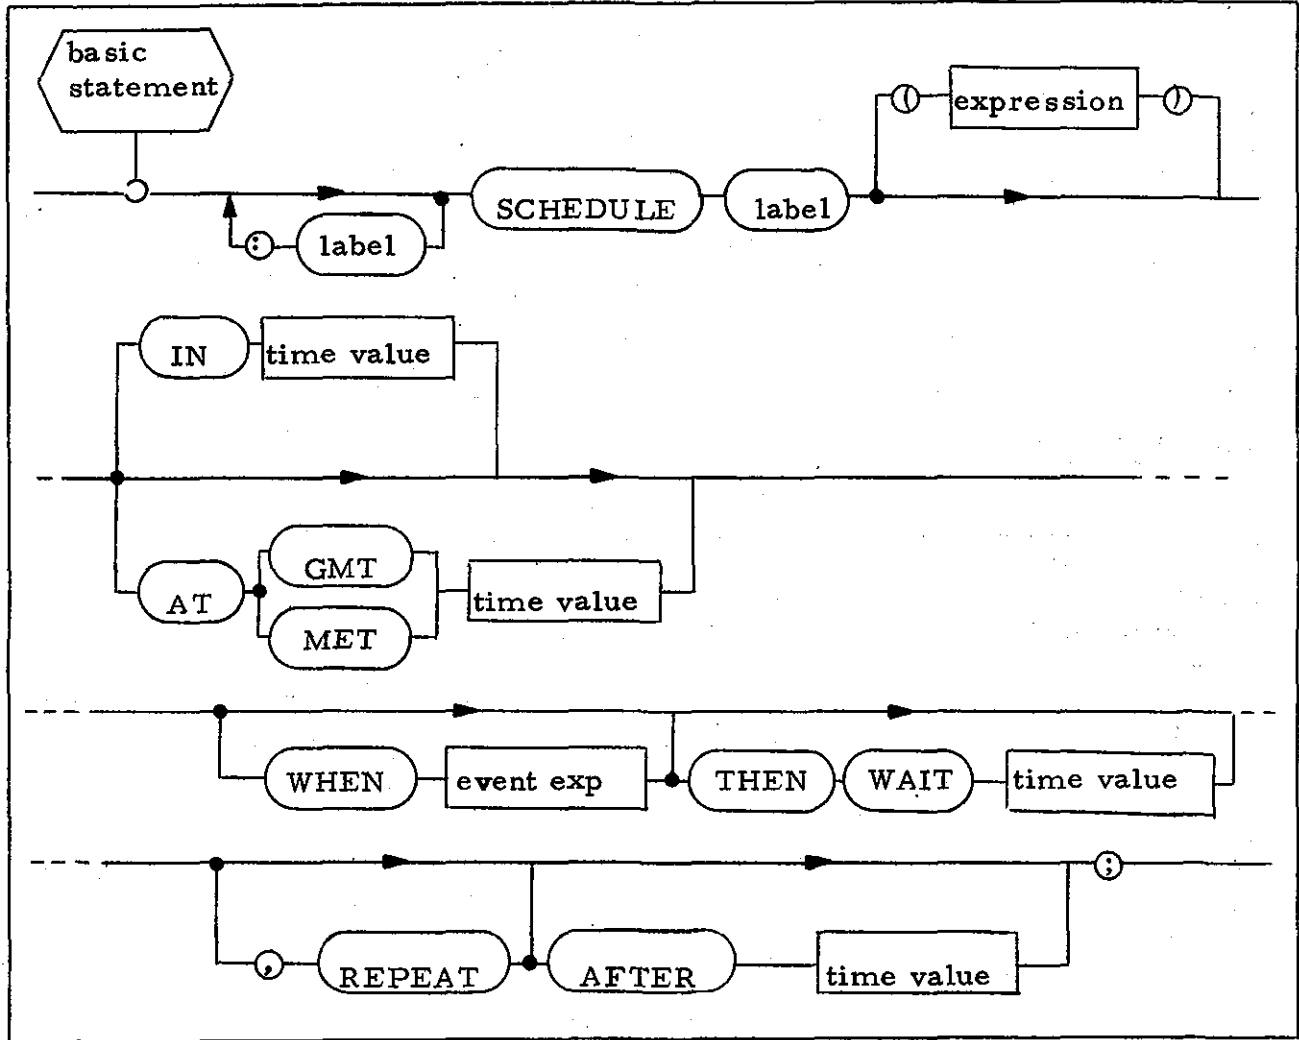 basic
statement
( expression )
SCHEDULE label
: label
IN time value
GMT
AT time value
MET
WHEN event exp THEN WAIT time value
;
, REPEAT AFTER time value